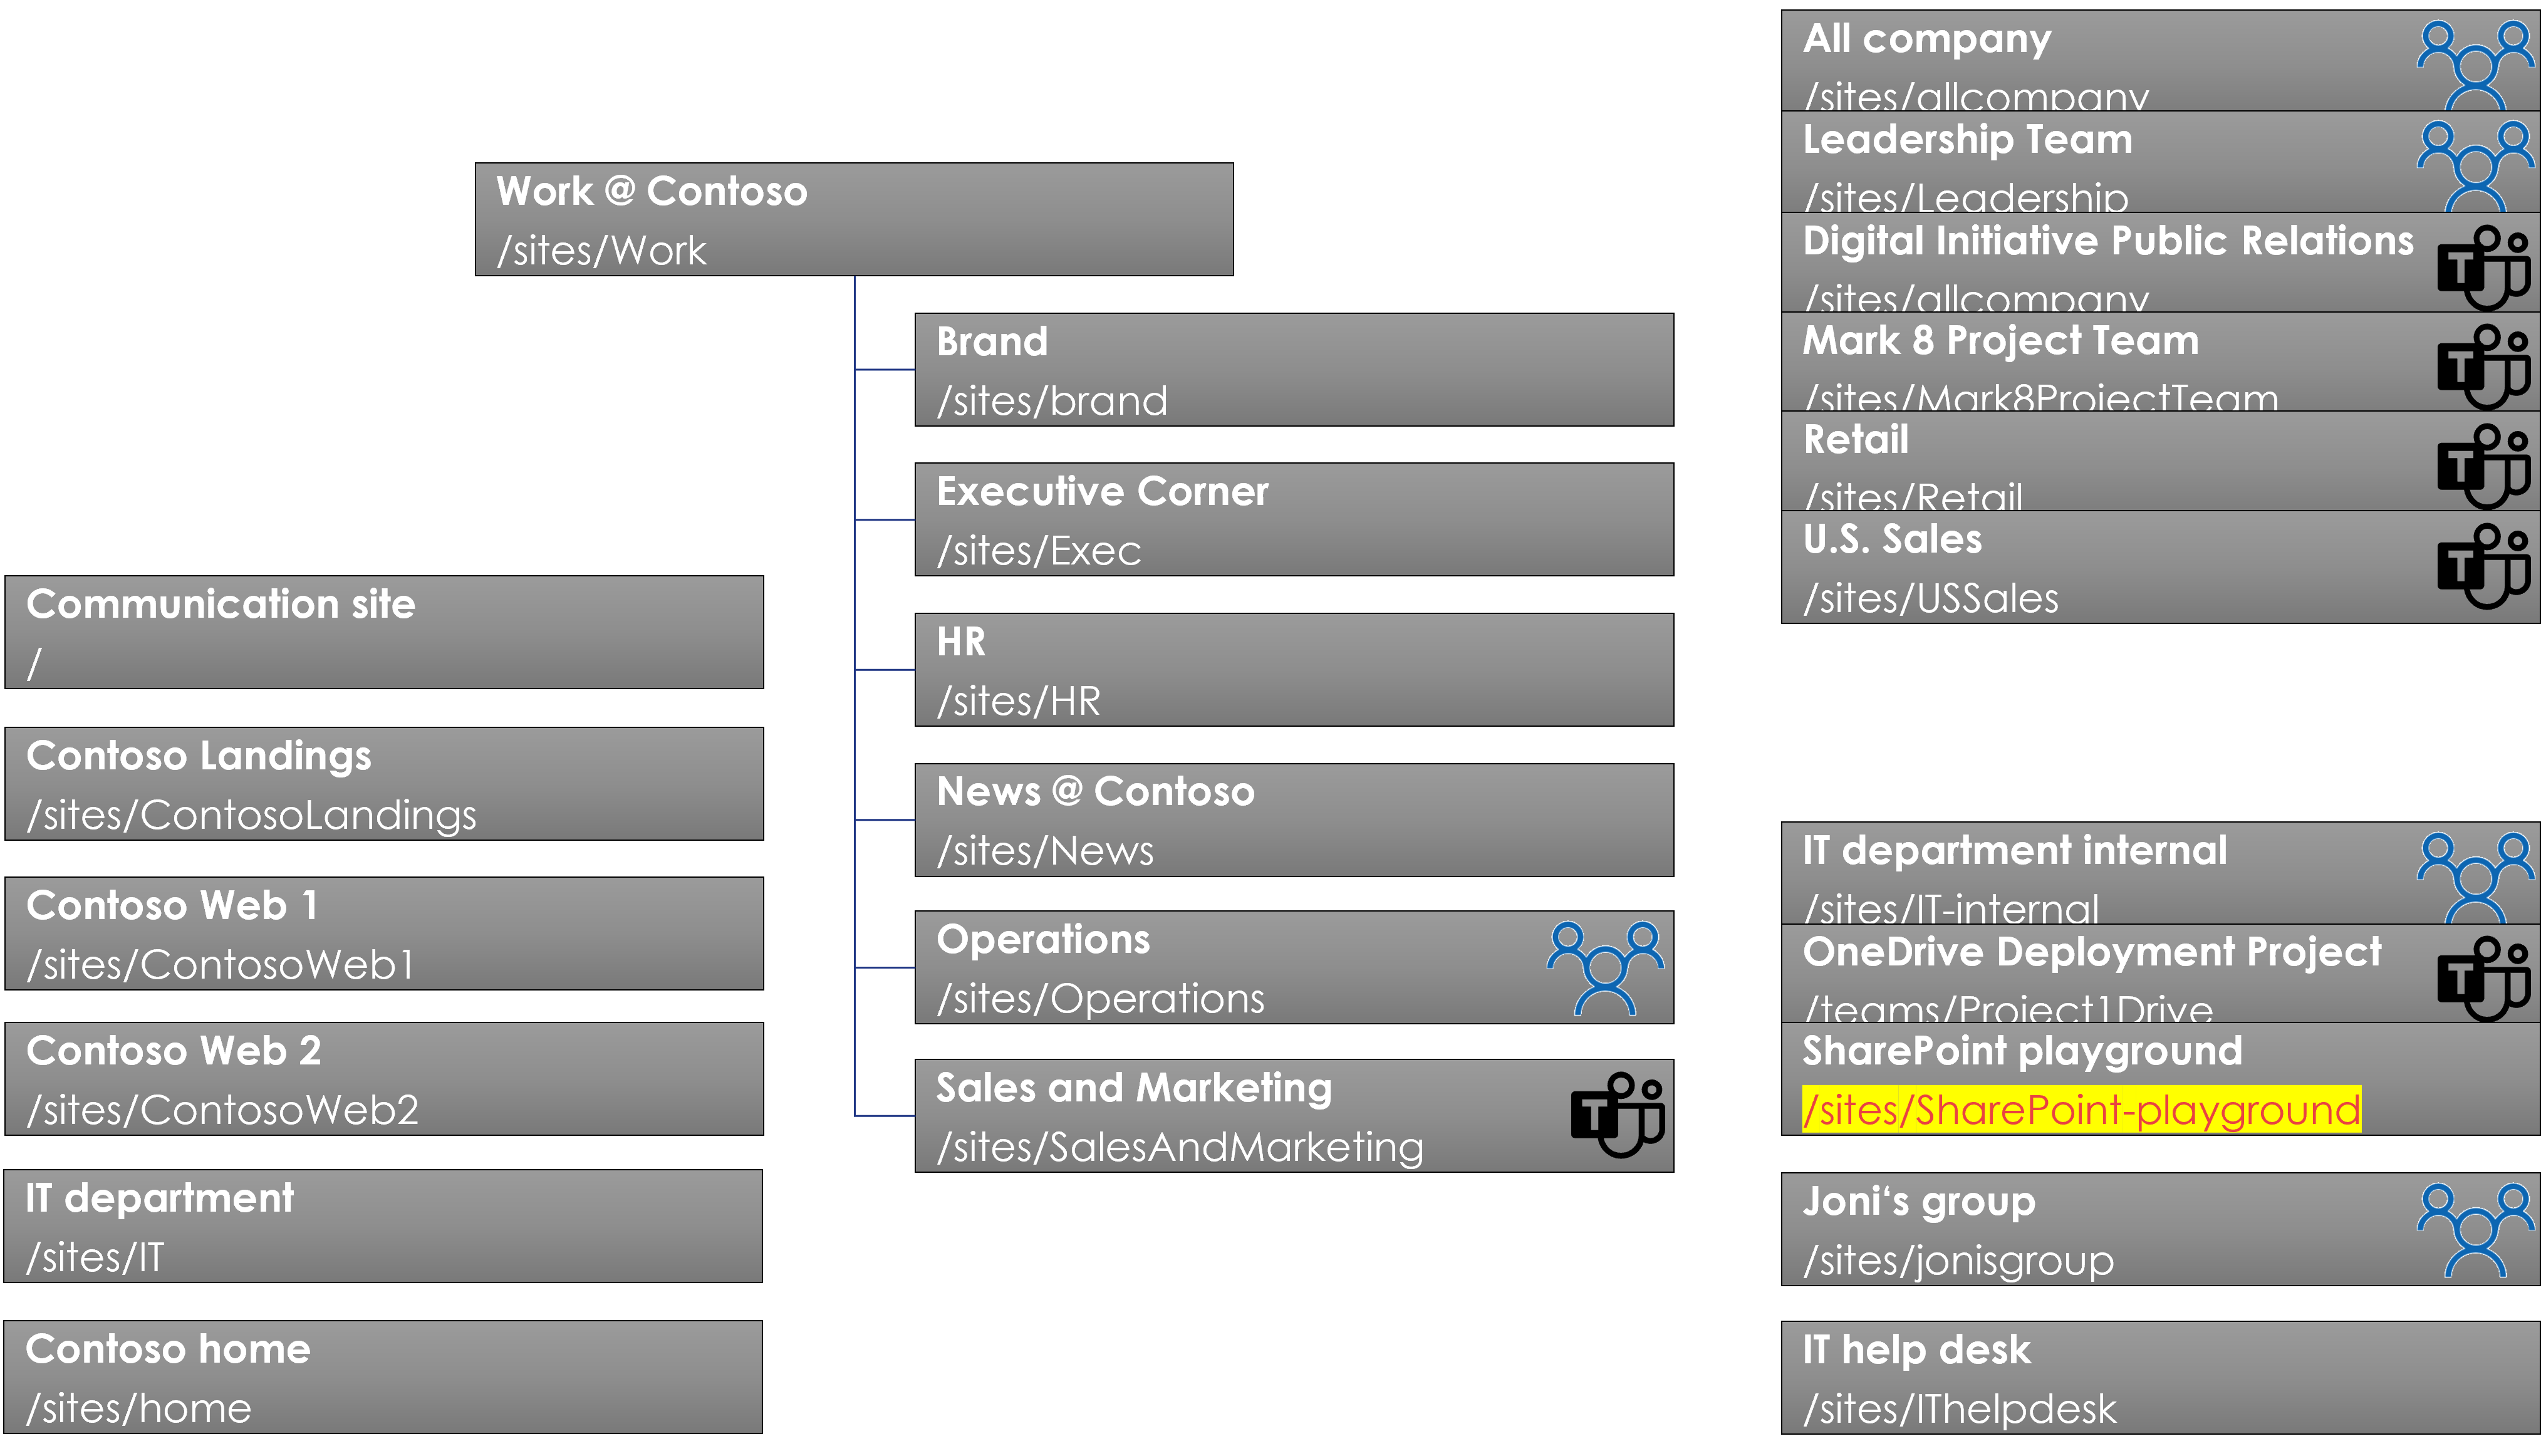 Work @ Contoso
/sites/Work
Brand
/sites/brand
Executive Corner
/sites/Exec
HR
/sites/HR
News @ Contoso
/sites/News
Operations
/sites/Operations
Sales and Marketing
/sites/SalesAndMarketing
T
Communication site
/
Contoso Landings
/sites/ContosoLandings
Contoso Web 1
/sites/ContosoWeb1
Contoso Web 2
/sites/ContosoWeb2
IT department
/sites/IT
Contoso home
/sites/home
All company
/sites/allcompany
Leadership Team
/sites/Leadership
Digital Initiative Public Relations
/sites/allcompany
T
Mark 8 Project Team
/sites/Mark8ProjectTeam
T
Retail
/sites/Retail
T
U.S. Sales
/sites/USSales
T
IT department internal
/sites/IT-internal
OneDrive Deployment Project
/teams/Project1Drive
T
SharePoint playground
/sites/SharePoint-playground
Joni‘s group
/sites/jonisgroup
IT help desk
/sites/IThelpdesk